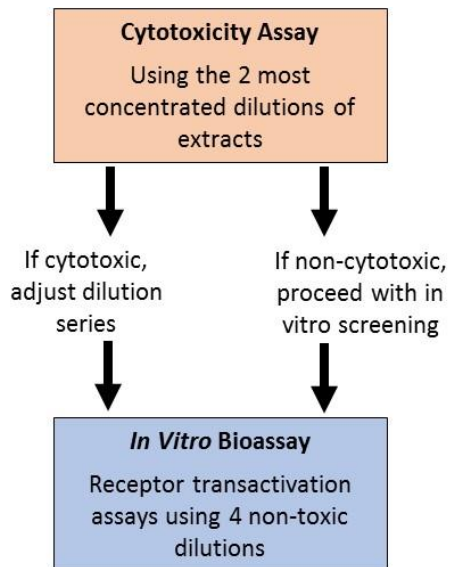 Cytotoxicity Assay
Using the 2 most
concentrated dilutions of
extracts
If cytotoxic,
adjust dilution
series
If non-cytotoxic,
proceed with in
vitro screening
In Vitro Bioassay
Receptor transactivation
assays using 4 non-toxic
dilutions